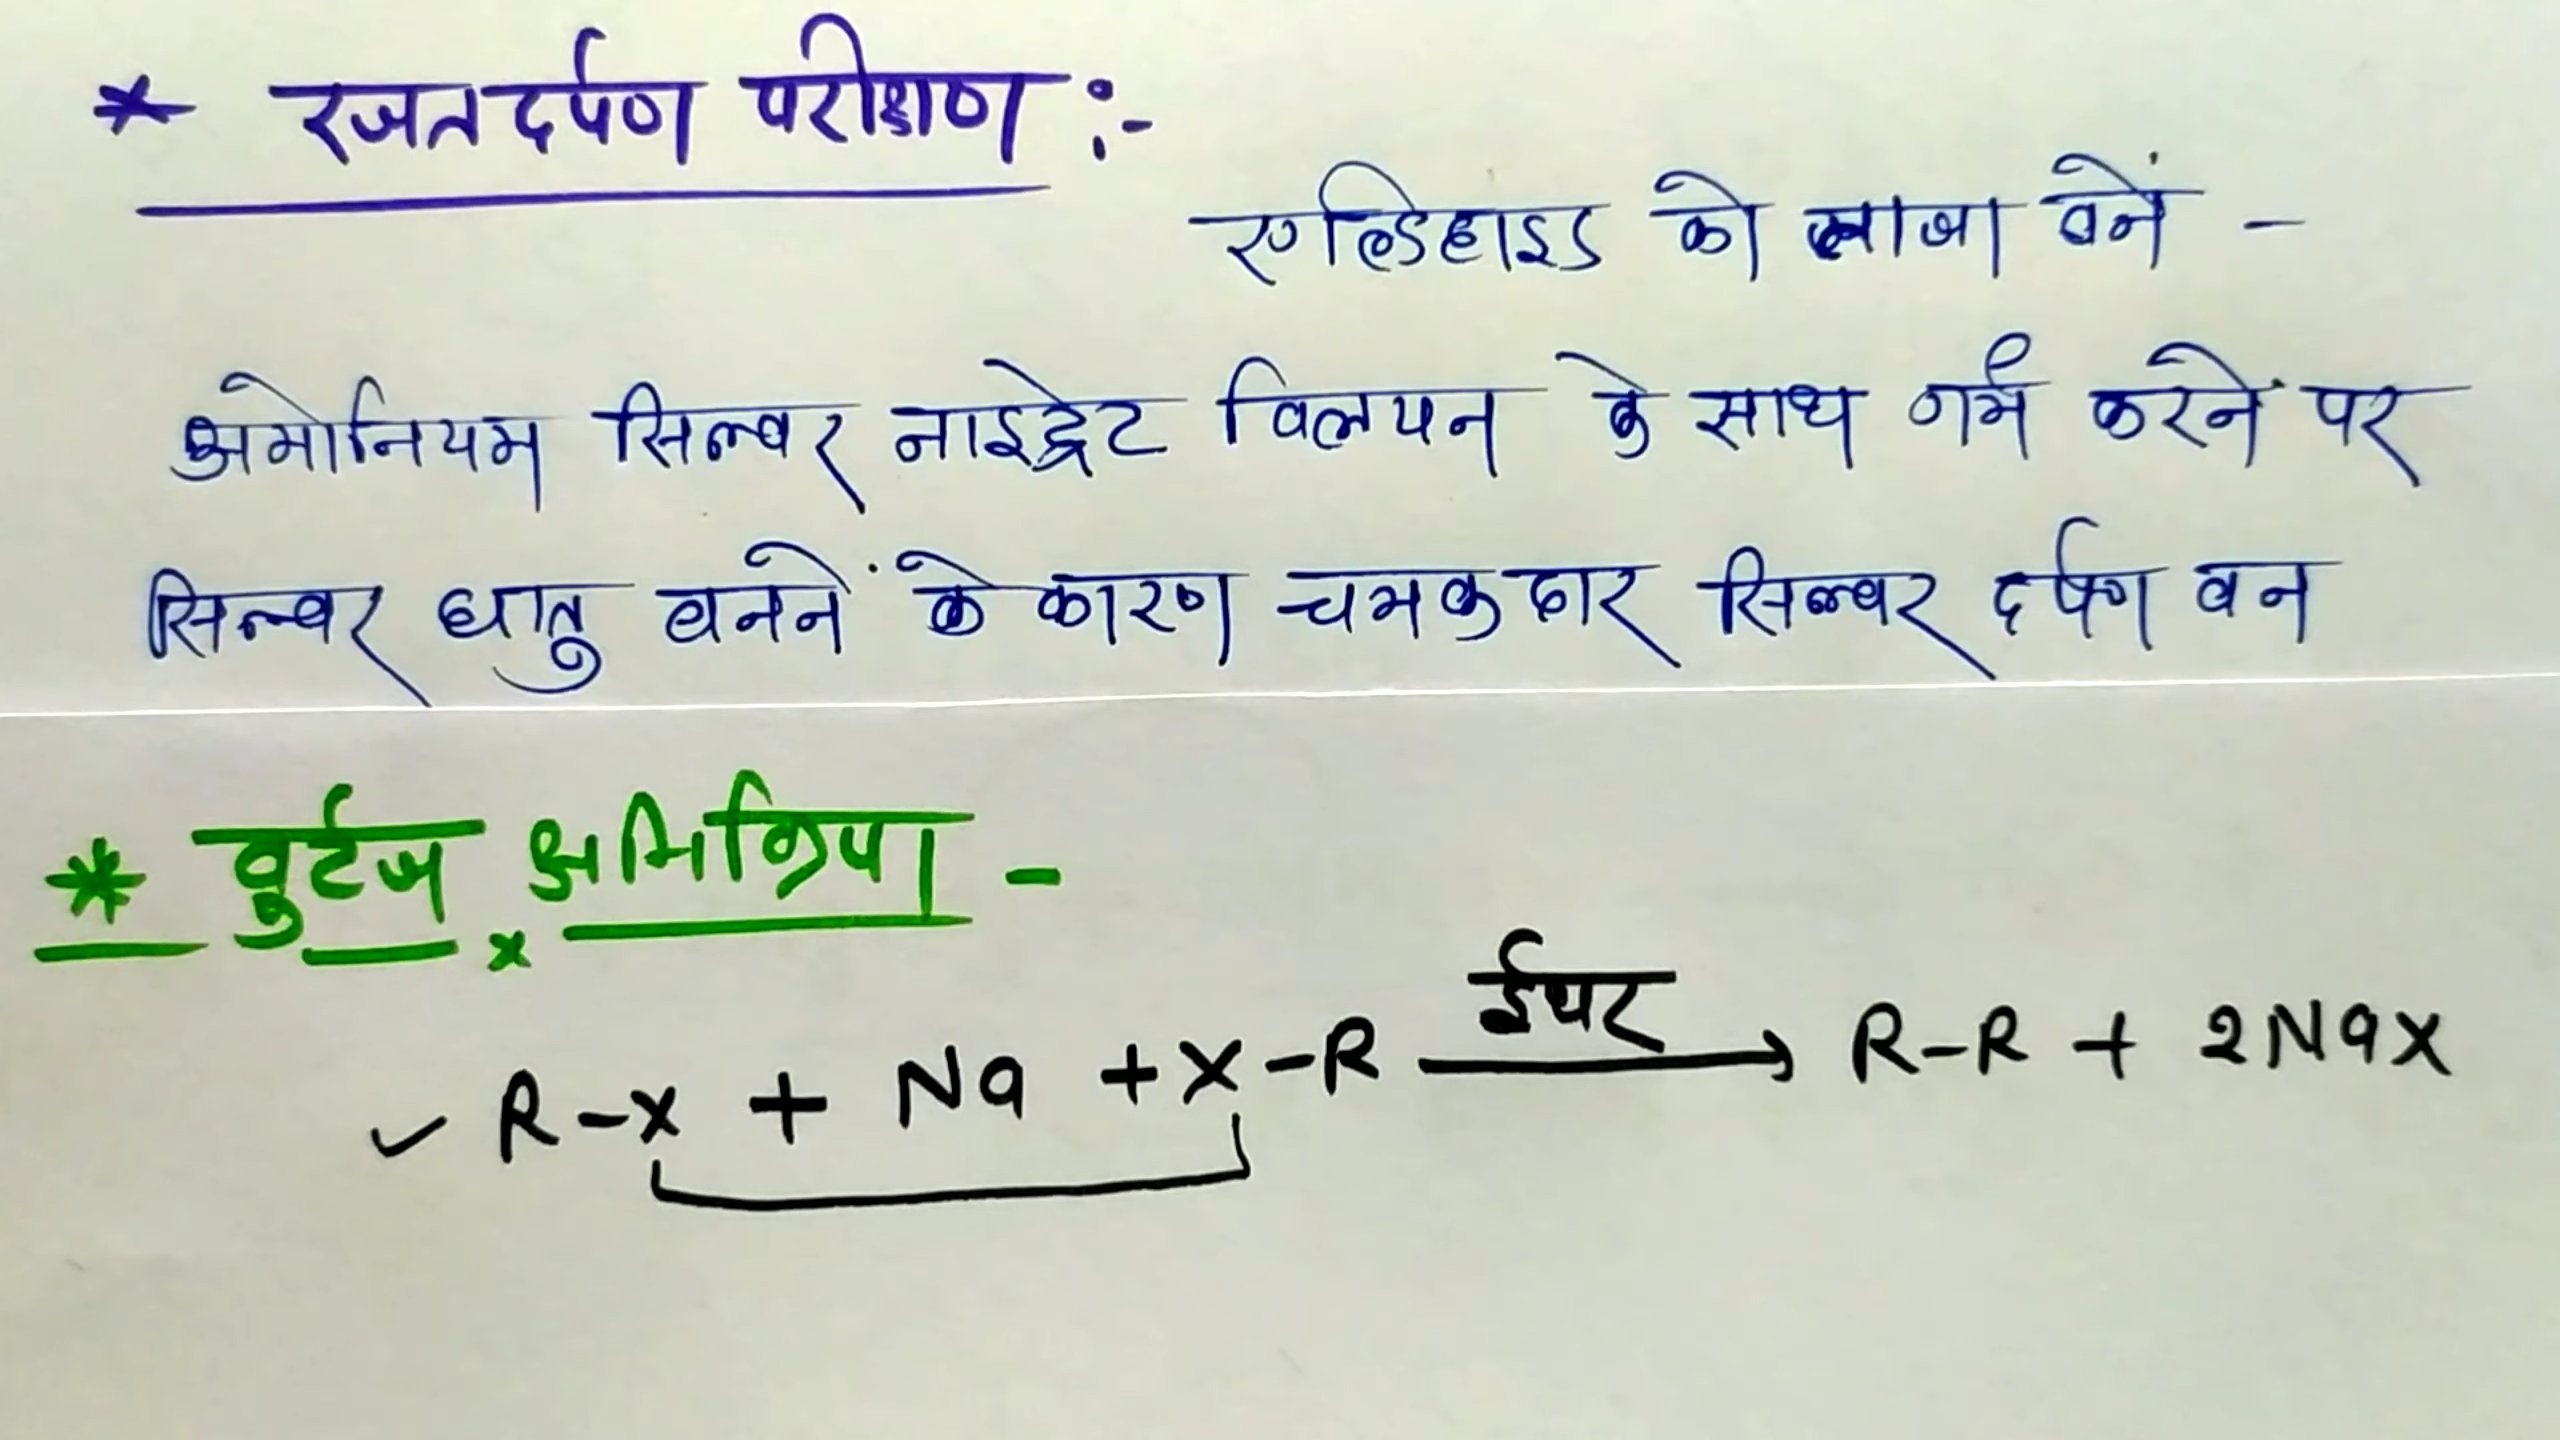 * रजत दर्पण परीक्षण :-
एल्डिहाइड को ताजा बनें -
अमोनियम सिल्वर नाइट्रेट विलयन के साथ गर्म करने पर
सिल्वर धातु बननें के कारण चमकदार सिल्वर दर्पण बन
* वुर्टज अभिक्रिया -
ईथर
✓ R-x + Na + x-R → R-R + 2Nax